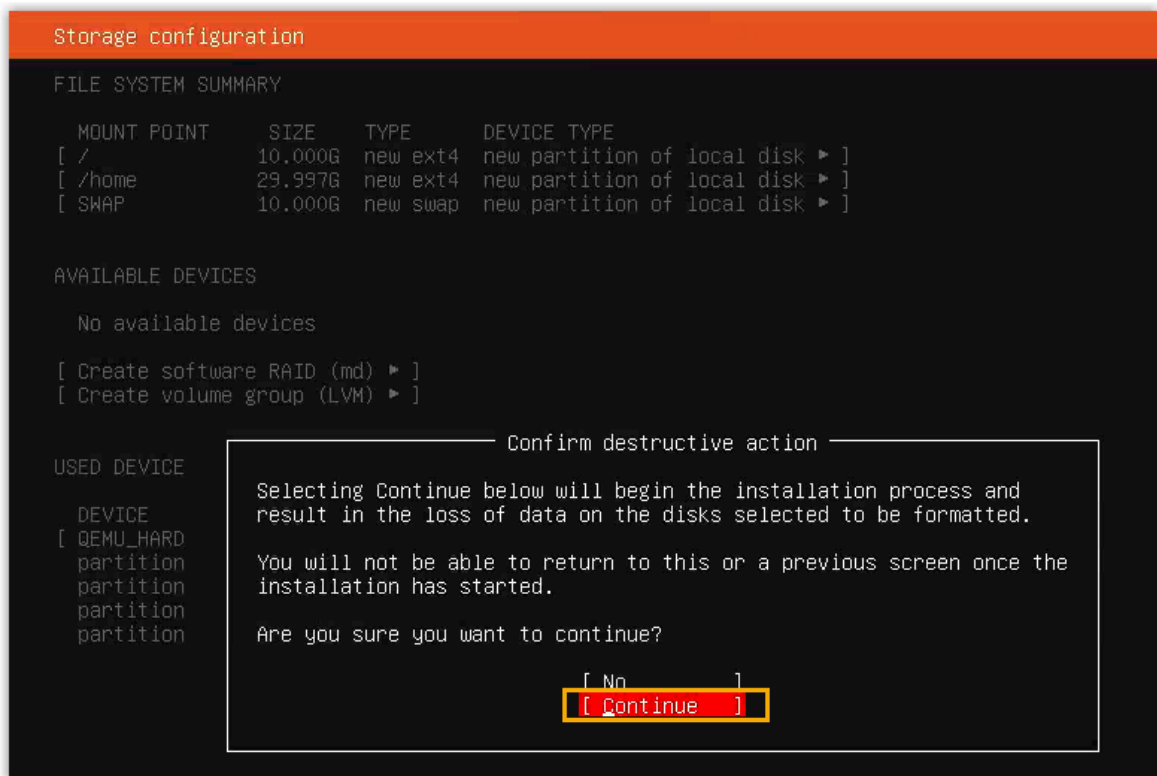 Storage configuration
FILE SYSTEM SUMMARY
MOUNT POINT SIZE TYPE DEVICE TYPE
[ / 10.000G new ext4 new partition of local disk ▸ ]
[ /home 29.997G new ext4 new partition of local disk ▸ ]
[ SWAP 10.000G new swap new partition of local disk ▸ ]
AVAILABLE DEVICES
No available devices
[ Create software RAID (md) ▸ ]
[ Create volume group (LVM) ▸ ]
USED DEVICE
DEVICE
[ QEMU_HARD
partition
partition
partition
partition
Confirm destructive action
Selecting Continue below will begin the installation process and
result in the loss of data on the disks selected to be formatted.
You will not be able to return to this or a previous screen once the
installation has started.
Are you sure you want to continue?
[ No ]
[ Continue ]